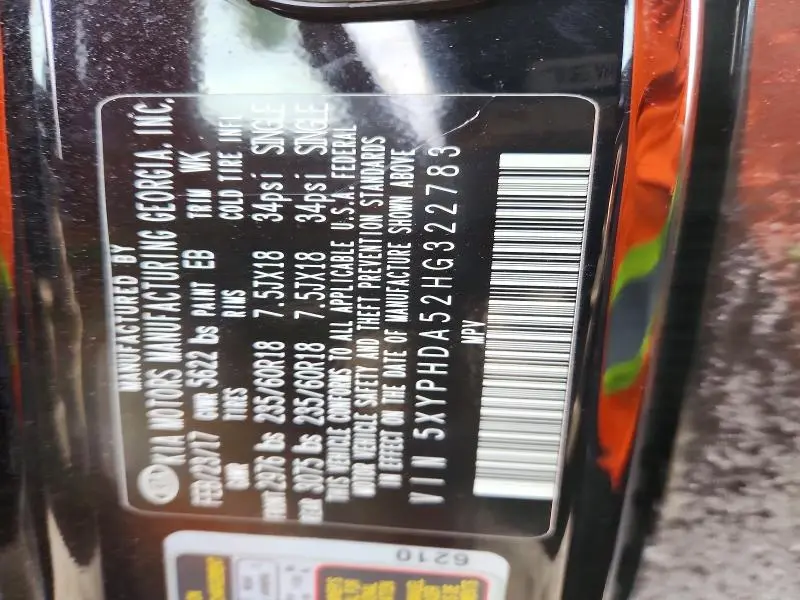 MANUFACTURED BY
KIA MOTORS MANUFACTURING GEORGIA, INC.
FEB/28/17 GVWR 5622 LBS PAINT EB TRIM WK
GAWR TIRES RIMS COLD TIRE INFL
FRONT 2976 LBS 235/60R18 7.5JX18 34psi SINGLE
REAR 3075 LBS 235/60R18 7.5JX18 34psi SINGLE
THIS VEHICLE CONFORMS TO ALL APPLICABLE U.S.A. FEDERAL
MOTOR VEHICLE SAFETY AND THEFT PREVENTION STANDARDS
IN EFFECT ON THE DATE OF MANUFACTURE SHOWN ABOVE
VIN 5XYPHDA52HG322783
MPV
6210